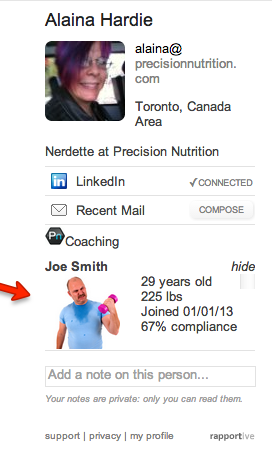 Alaina Hardie
alaina@
precisionnutrition.
com
Toronto, Canada
Area
Nerdette at Precision Nutrition
LinkedIn ✓CONNECTED
Recent Mail COMPOSE
Pn Coaching
Joe Smith hide
29 years old
225 lbs
Joined 01/01/13
67% compliance
Add a note on this person...
Your notes are private: only you can read them.
support | privacy | my profile rapportive